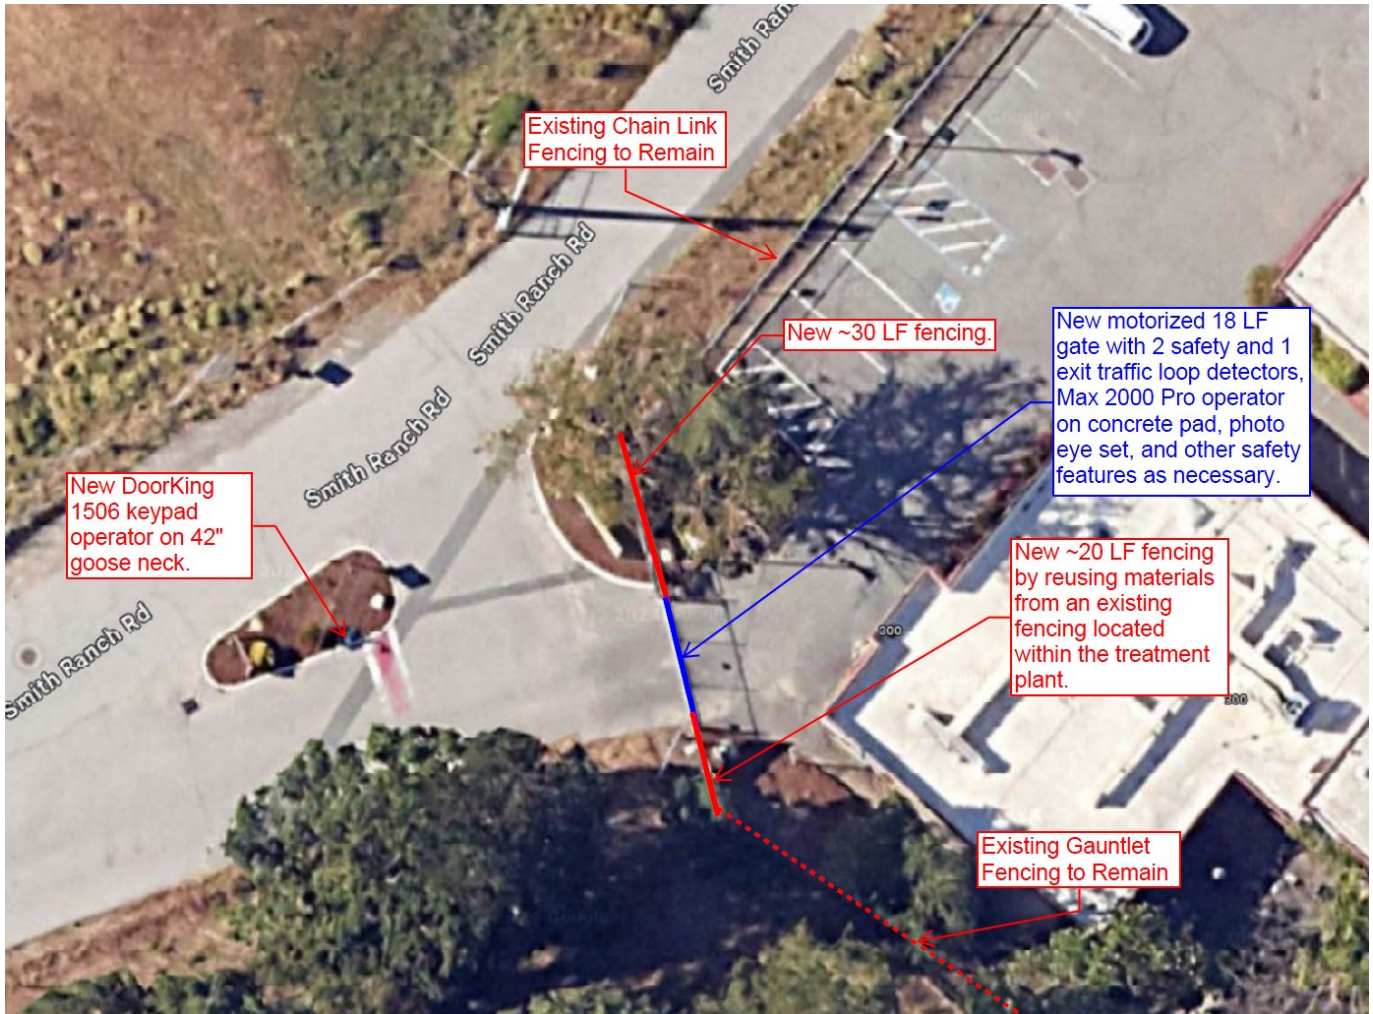 Smith Ran
Existing Chain Link
Fencing to Remain
Smith Ranch Rd
New ~30 LF fencing.
New motorized 18 LF
gate with 2 safety and 1
exit traffic loop detectors,
Max 2000 Pro operator
on concrete pad, photo
eye set, and other safety
features as necessary.
Smith Ranch Rd
New DoorKing
1506 keypad
operator on 42"
goose neck.
New ~20 LF fencing
by reusing materials
from an existing
fencing located
within the treatment
plant.
Smith Ranch Rd
300
300
Existing Gauntlet
Fencing to Remain
Google
Google